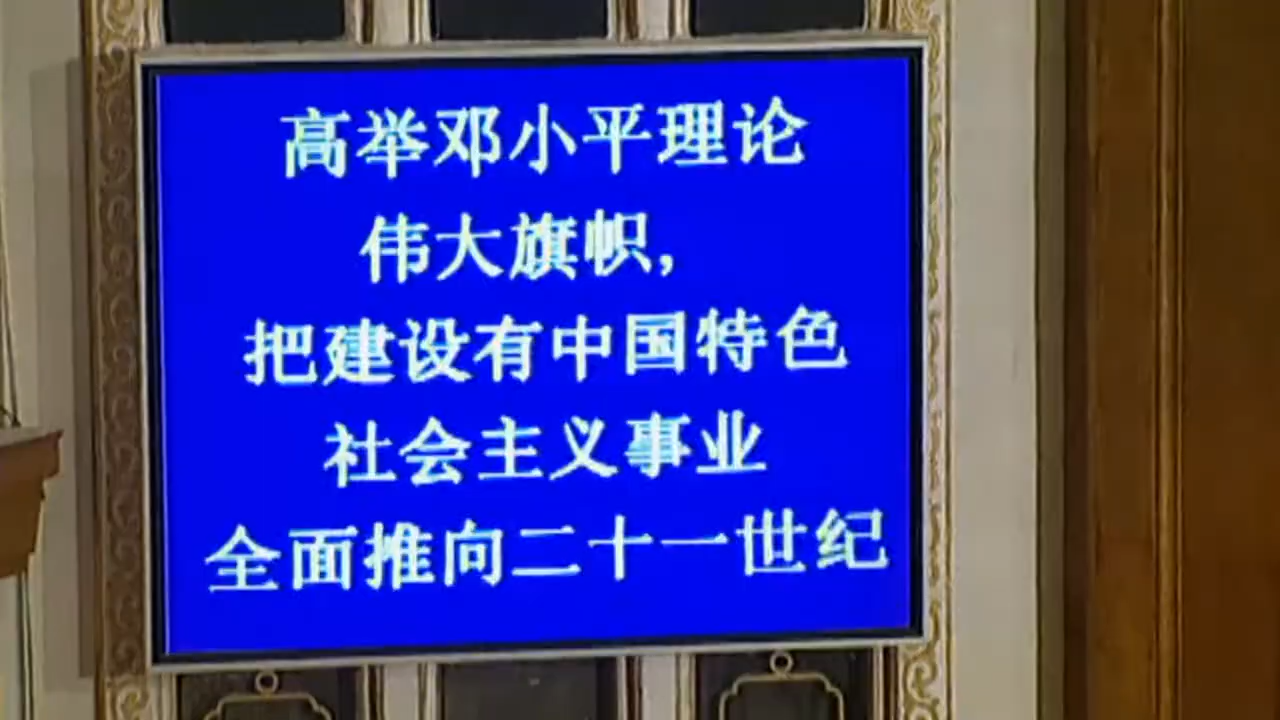 高举邓小平理论
伟大旗帜，
把建设有中国特色
社会主义事业
全面推向二十一世纪